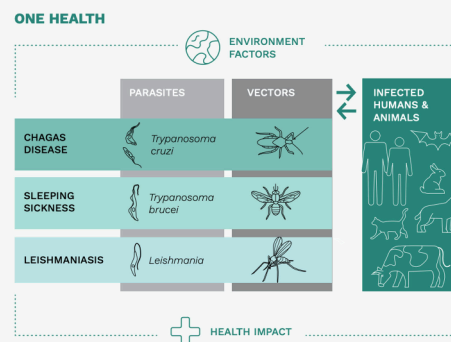 ONE HEALTH
ENVIRONMENT
FACTORS
PARASITES
VECTORS
INFECTED
HUMANS &
ANIMALS
CHAGAS
DISEASE
Trypanosoma
cruzi
SLEEPING
SICKNESS
Trypanosoma
brucei
LEISHMANIASIS
Leishmania
HEALTH IMPACT